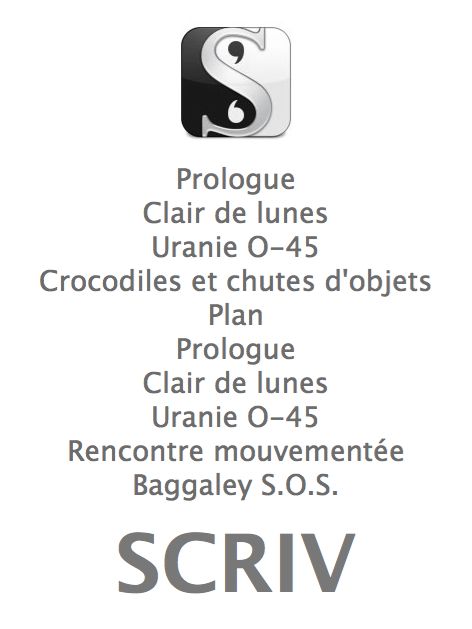 Prologue
Clair de lunes
Uranie O-45
Crocodiles et chutes d'objets
Plan
Prologue
Clair de lunes
Uranie O-45
Rencontre mouvementée
Baggaley S.O.S.
SCRIV